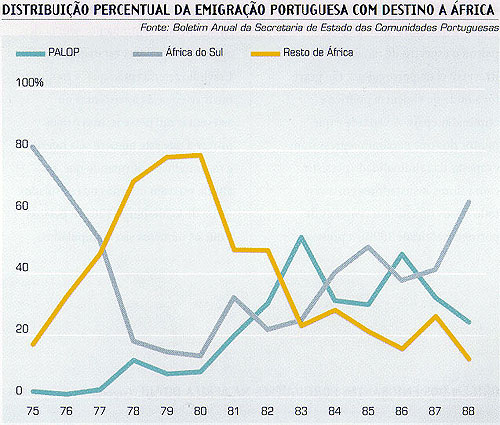 DISTRIBUIÇÃO PERCENTUAL DA EMIGRAÇÃO PORTUGUESA COM DESTINO A ÁFRICA
Fonte: Boletim Anual da Secretaria de Estado das Comunidades Portuguesas
PALOP África do Sul Resto de África
100%
80
60
40
20
0
75 76 77 78 79 80 81 82 83 84 85 86 87 88